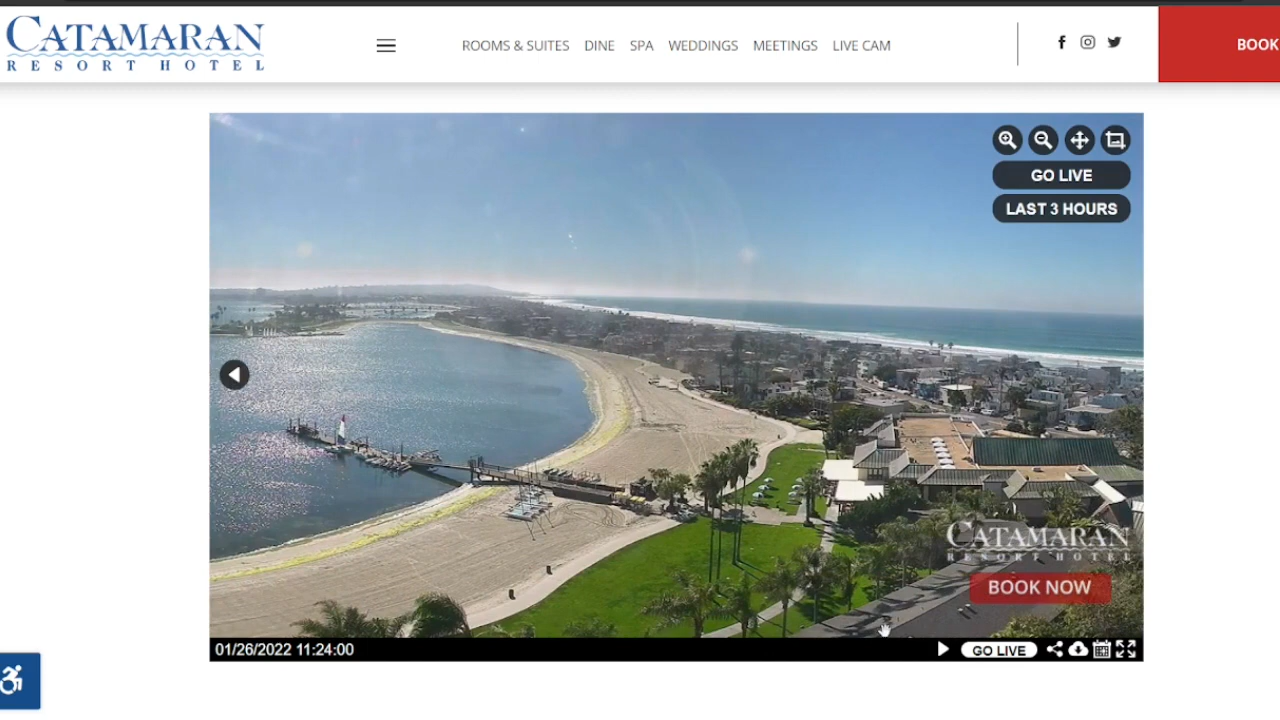 CATAMARAN
RESORT HOTEL
ROOMS & SUITES DINE SPA WEDDINGS MEETINGS LIVE CAM
BOOK
GO LIVE
LAST 3 HOURS
CATAMARAN
RESORT HOTEL
BOOK NOW
01/26/2022 11:24:00
GO LIVE